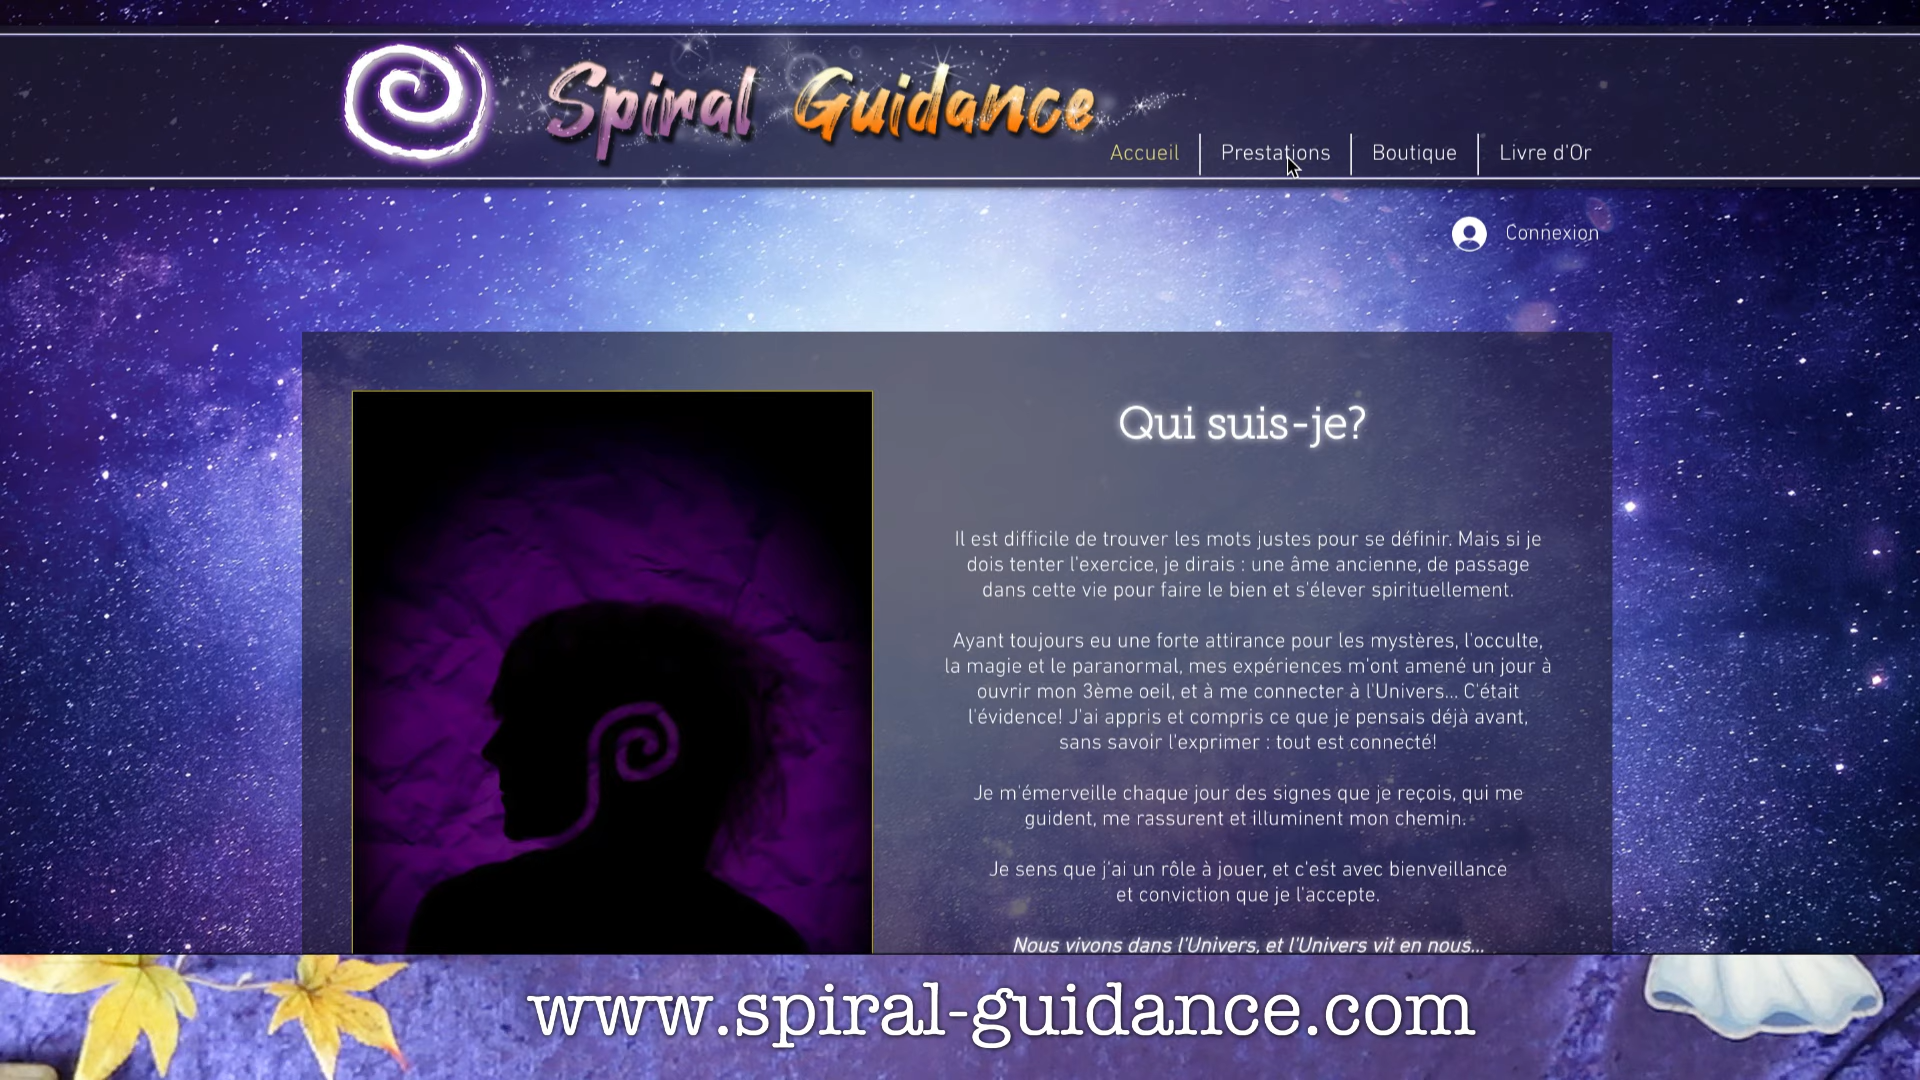 Spiral Guidance
Accueil
Prestations
Boutique
Livre d'Or
Connexion
Qui suis-je?
Il est difficile de trouver les mots justes pour se définir. Mais si je
dois tenter l'exercice, je dirais : une âme ancienne, de passage
dans cette vie pour faire le bien et s'élever spirituellement.
Ayant toujours eu une forte attirance pour les mystères, l'occulte,
la magie et le paranormal, mes expériences m'ont amené un jour à
ouvrir mon 3ème oeil, et à me connecter à l'Univers... C'était
l'évidence! J'ai appris et compris ce que je pensais déjà avant,
sans savoir l'exprimer : tout est connecté!
Je m'émerveille chaque jour des signes que je reçois, qui me
guident, me rassurent et illuminent mon chemin.
Je sens que j'ai un rôle à jouer, et c'est avec bienveillance
et conviction que je l'accepte.
Nous vivons dans l'Univers, et l'Univers vit en nous...
www.spiral-guidance.com